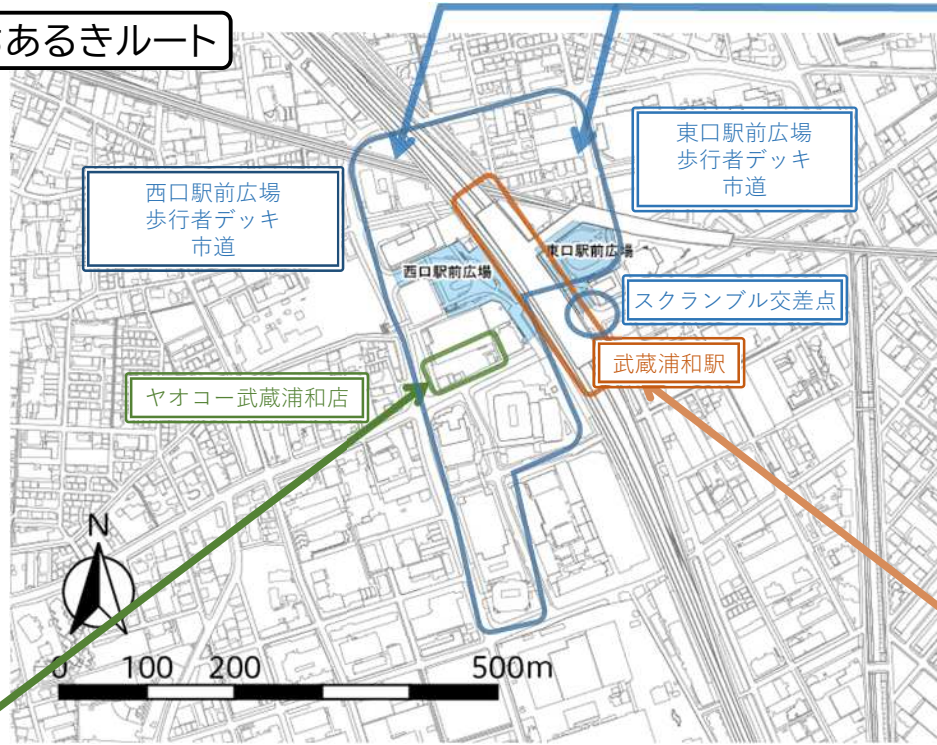 まちあるきルート
東口駅前広場
歩行者デッキ
市道
西口駅前広場
歩行者デッキ
市道
東口駅前広場
西口駅前広場
スクランブル交差点
武蔵浦和駅
ヤオコー武蔵浦和店
N
0 100 200 500m